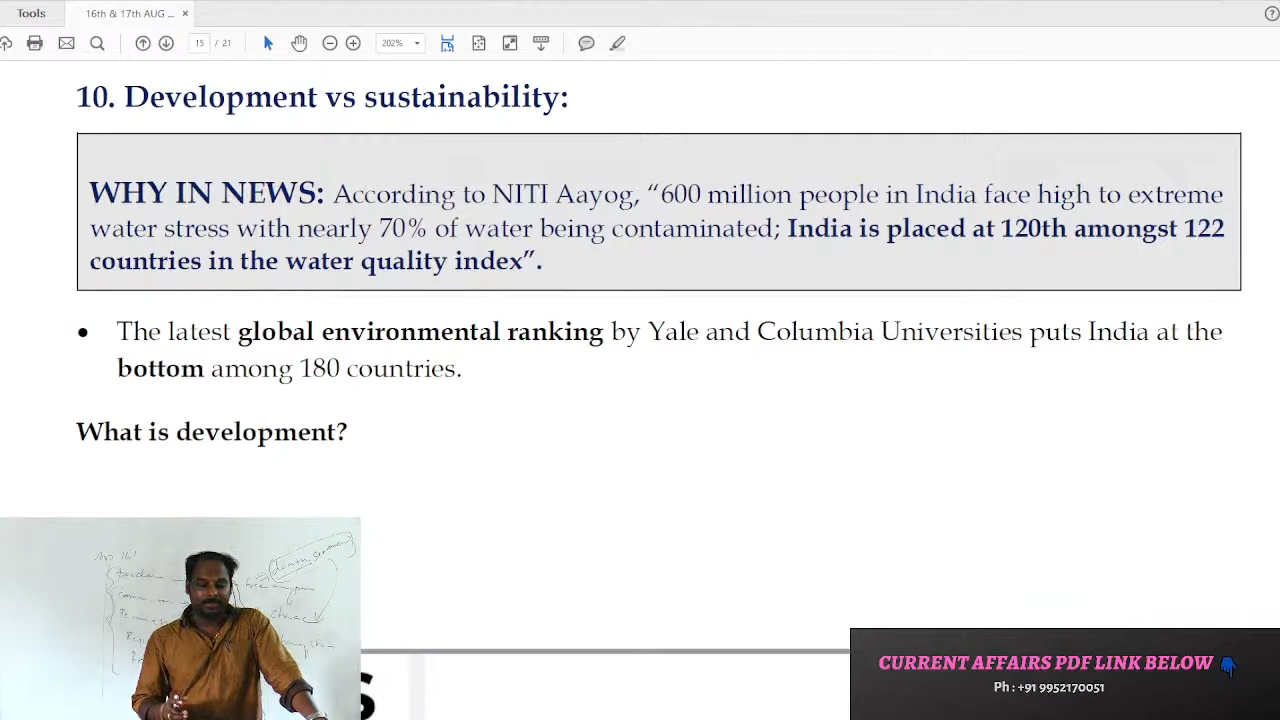 Tools
16th & 17th AUG ... ×
15 / 21
202%
10. Development vs sustainability:
WHY IN NEWS: According to NITI Aayog, “600 million people in India face high to extreme
water stress with nearly 70% of water being contaminated; India is placed at 120th amongst 122
countries in the water quality index”.
• The latest global environmental ranking by Yale and Columbia Universities puts India at the
bottom among 180 countries.
What is development?
CURRENT AFFAIRS PDF LINK BELOW
Ph : +91 9952170051